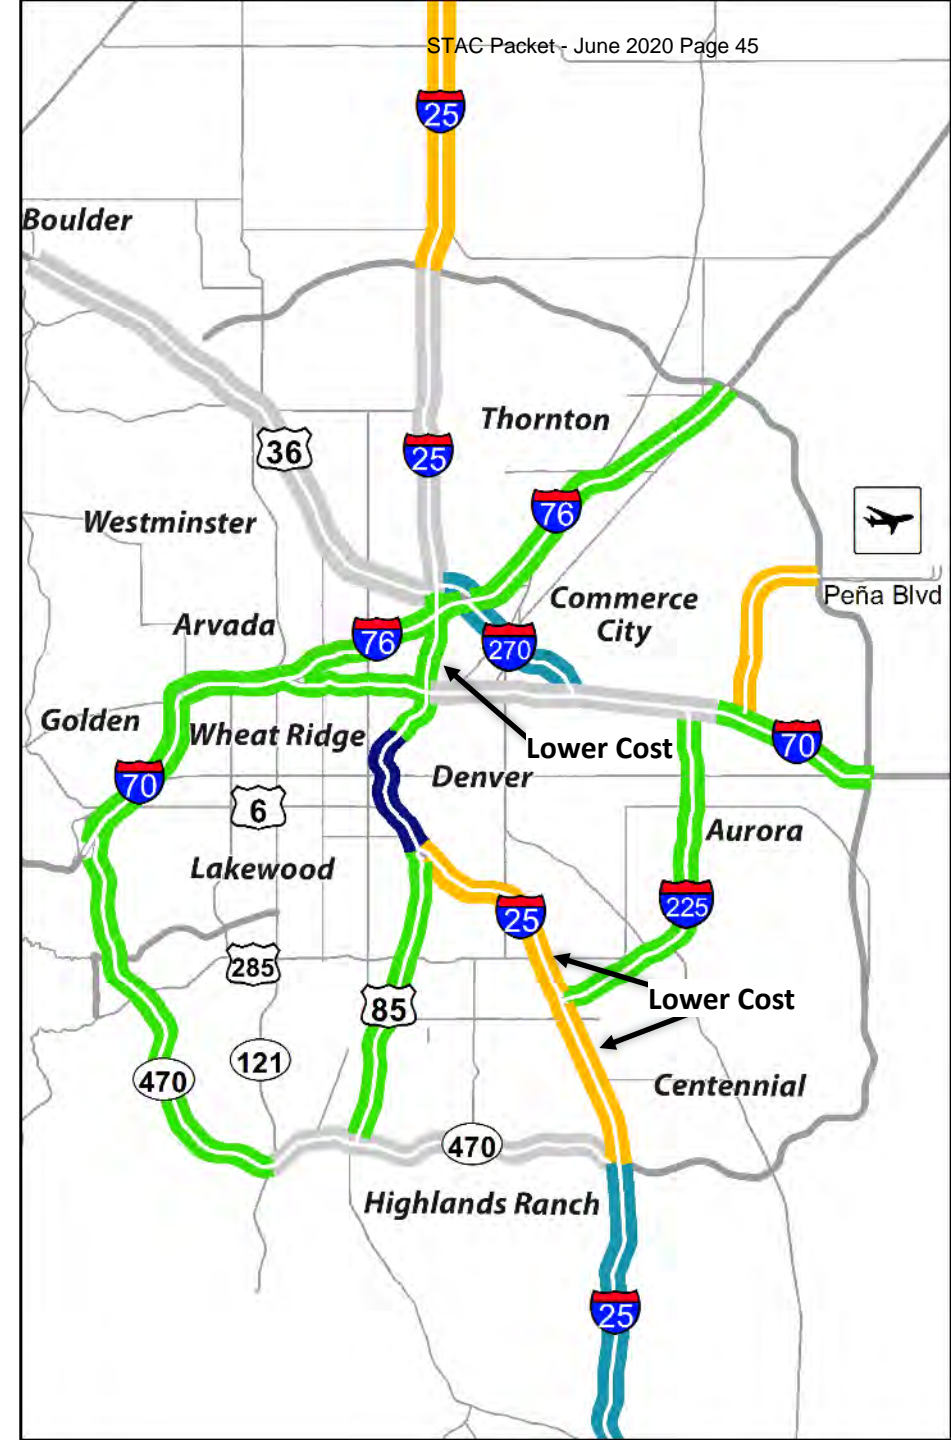 STAC Packet - June 2020 Page 45
25
Boulder
Thornton
36
25
76
Westminster
Peña Blvd
Commerce
City
Arvada
76
270
Golden
Wheat Ridge
Lower Cost
70
70
Denver
6
Aurora
Lakewood
225
25
285
85
Lower Cost
121
470
Centennial
470
Highlands Ranch
25